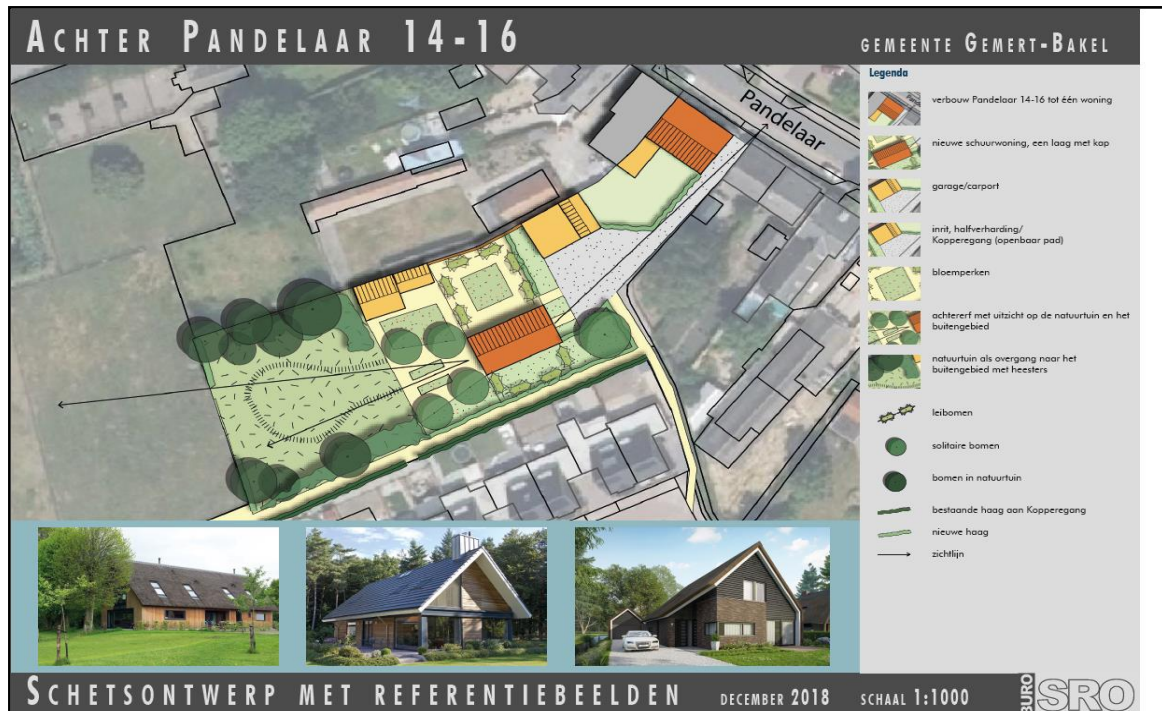 ACHTER PANDELAAR 14-16
GEMEENTE GEMERT-BAKEL
Pandelaar
Legenda
verbouw Pandelaar 14-16 tot één woning
nieuwe schuurwoning, een laag met kap
garage/carport
inrit, halfverharding/
Kopperegang (openbaar pad)
bloemperken
achtererf met uitzicht op de natuurtuin en het
buitengebied
natuurtuin als overgang naar het
buitengebied met heesters
leibomen
solitaire bomen
bomen in natuurtuin
bestaande haag aan Kopperegang
nieuwe haag
zichtlijn
SCHETSONTWERP MET REFERENTIEBEELDEN
DECEMBER 2018
SCHAAL 1:1000
BURO
SRO